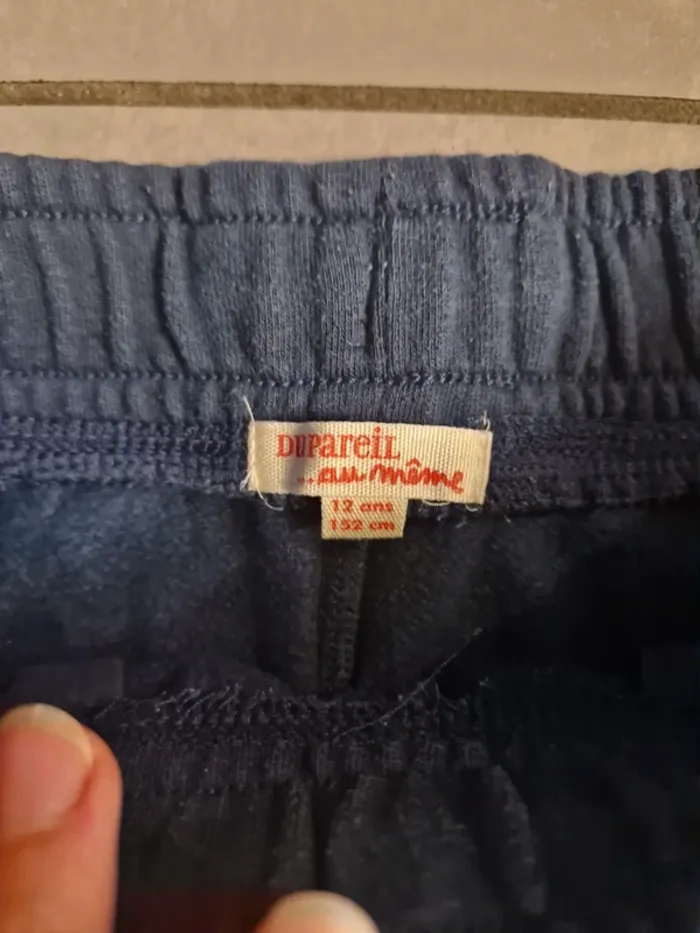 DUPareiL
...au même
12 ans
152 cm